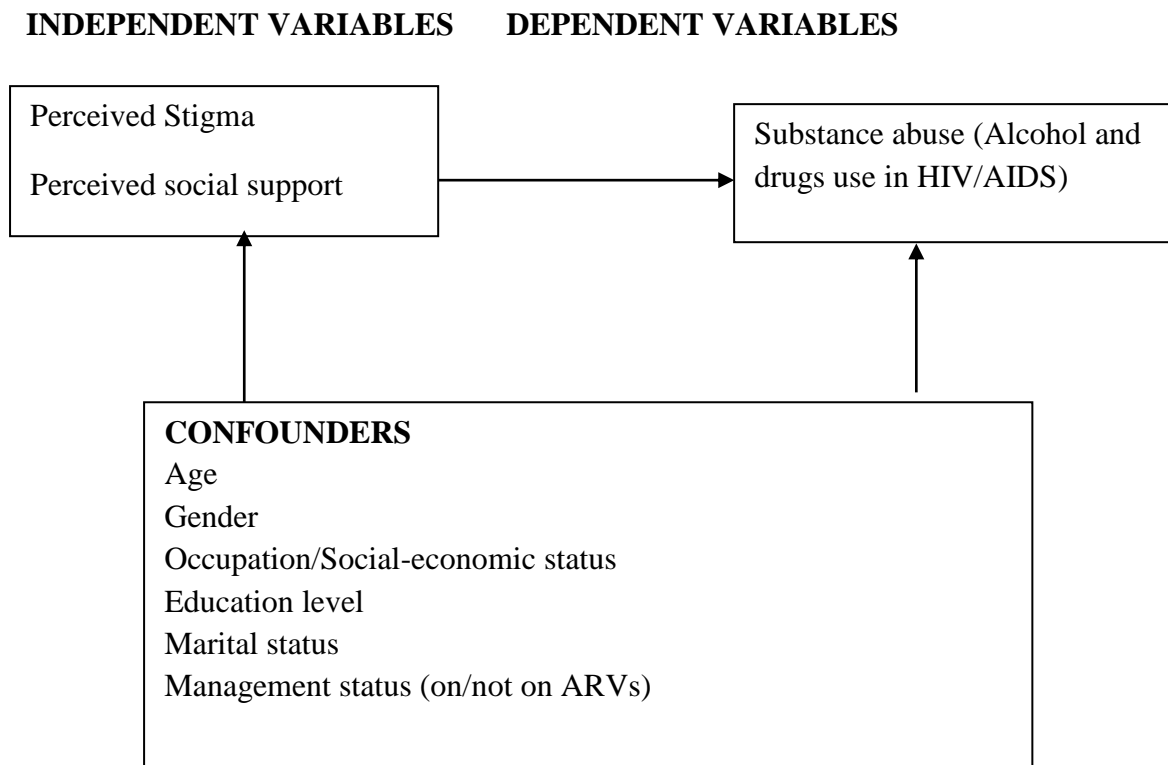 INDEPENDENT VARIABLES DEPENDENT VARIABLES
Perceived Stigma
Perceived social support
Substance abuse (Alcohol and
drugs use in HIV/AIDS)
CONFOUNDERS
Age
Gender
Occupation/Social-economic status
Education level
Marital status
Management status (on/not on ARVs)